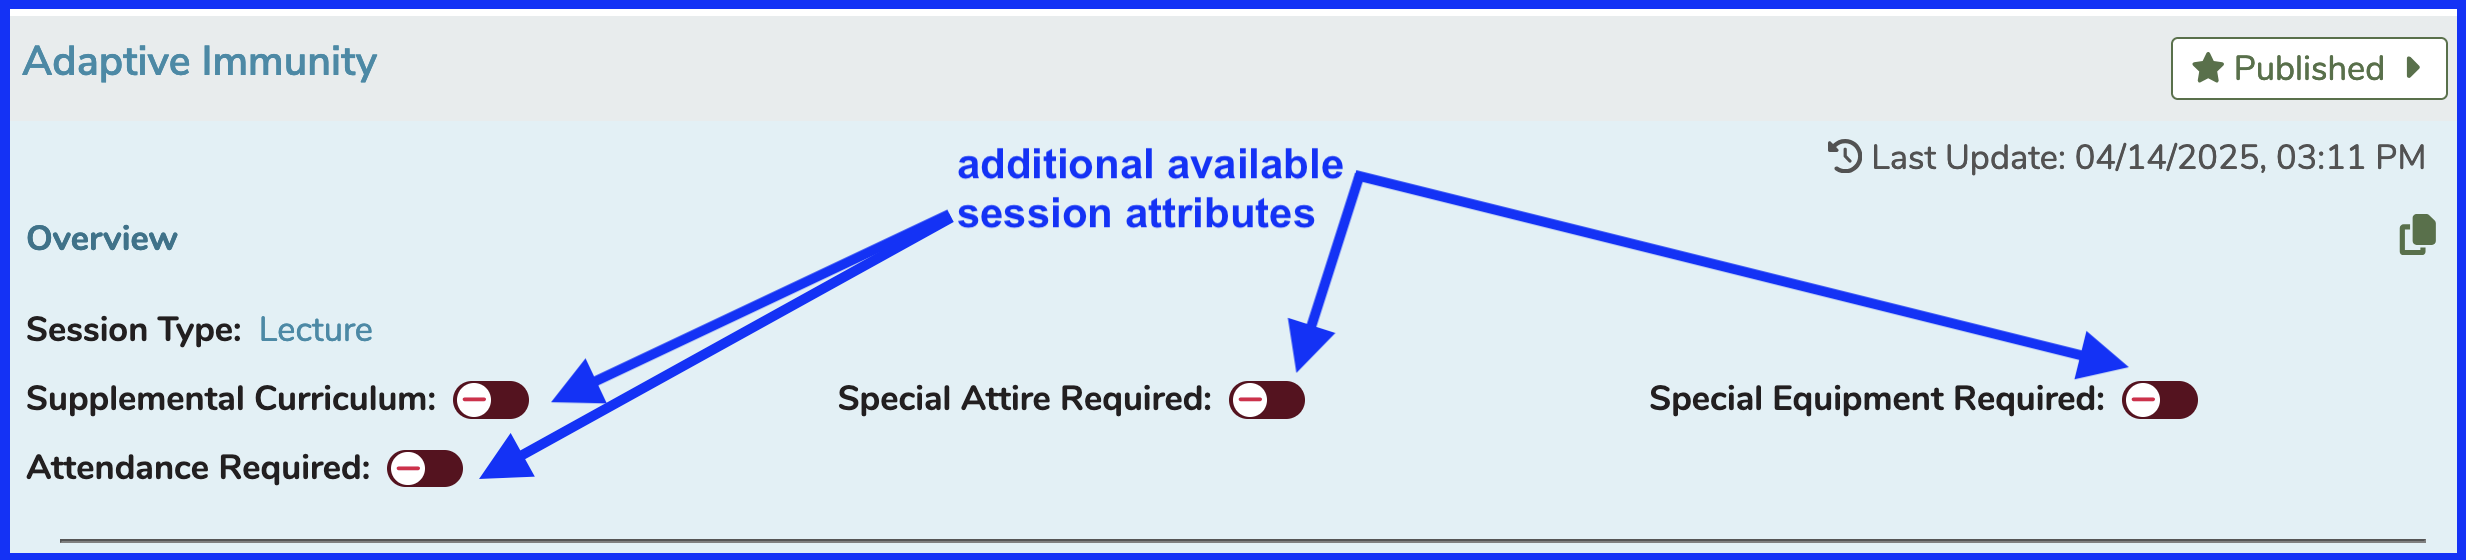 Adaptive Immunity
Published
Last Update: 04/14/2025, 03:11 PM
additional available
session attributes
Overview
Session Type: Lecture
Supplemental Curriculum:
Special Attire Required:
Special Equipment Required:
Attendance Required: